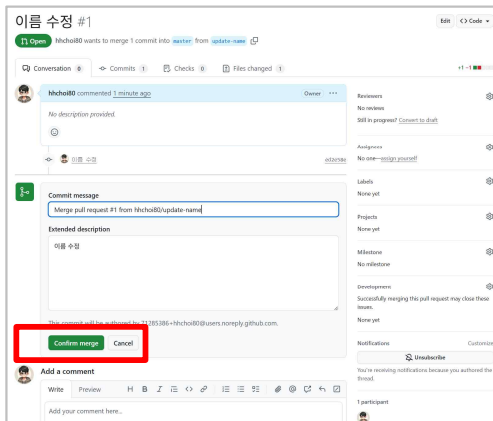 이름 수정 #1
Edit <> Code
Open hhchoi80 wants to merge 1 commit into master from update-name
Conversation 0 Commits 1 Checks 0 Files changed 1 +1 −1
hhchoi80 commented 1 minute ago Owner ...
No description provided.
이름 수정
Commit message
Merge pull request #1 from hhchoi80/update-name
Extended description
이름 수정
This commit will be authored by 71285386+hhchoi80@users.noreply.github.com.
Confirm merge Cancel
Add a comment
Write Preview H B I
Add your comment here...
Reviewers
No reviews
Still in progress? Convert to draft
Assignees
No one—assign yourself
Labels
None yet
Projects
None yet
Milestone
No milestone
Development
Successfully merging this pull request may close these
issues.
None yet
Notifications Customize
Unsubscribe
You're receiving notifications because you authored the
thread.
1 participant